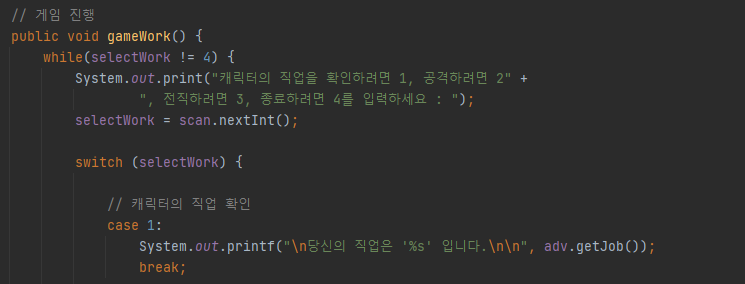 // 게임 진행
public void gameWork() {
while(selectWork != 4) {
System.out.print("캐릭터의 직업을 확인하려면 1, 공격하려면 2" +
", 전직하려면 3, 종료하려면 4를 입력하세요 : ");
selectWork = scan.nextInt();
switch (selectWork) {
// 캐릭터의 직업 확인
case 1:
System.out.printf("\n당신의 직업은 '%s' 입니다.\n\n", adv.getJob());
break;